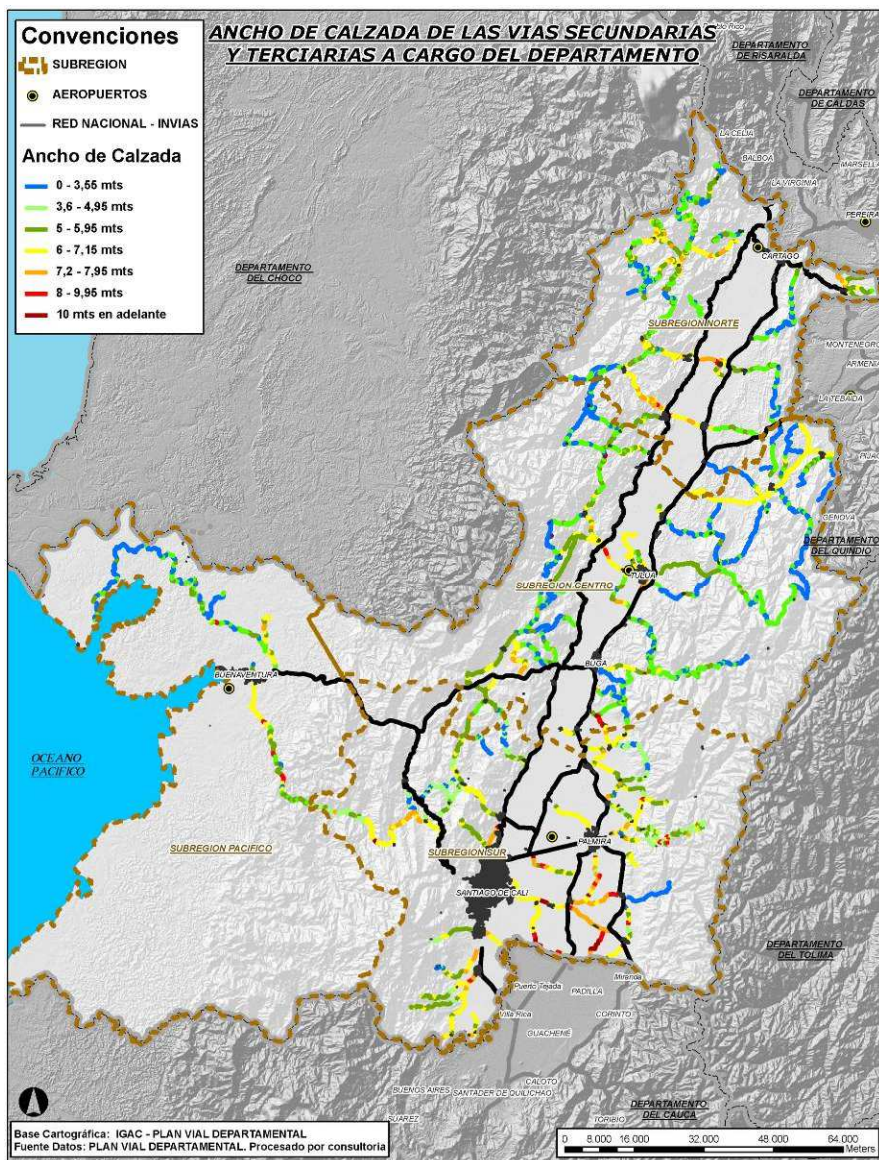 ANCHO DE CALZADA DE LAS VIAS SECUNDARIAS
Y TERCIARIAS A CARGO DEL DEPARTAMENTO
Convenciones
SUBREGION
AEROPUERTOS
RED NACIONAL - INVIAS
Ancho de Calzada
0 - 3,55 mts
3,6 - 4,95 mts
5 - 5,95 mts
6 - 7,15 mts
7,2 - 7,95 mts
8 - 9,95 mts
10 mts en adelante
DEPARTAMENTO
DE RISARALDA
DEPARTAMENTO
DE CALDAS
LA CELIA
BALBOA
MARSELLA
LA VIRGINIA
PEREIRA
CARTAGO
DEPARTAMENTO
DEL CHOCO
SUBREGION NORTE
MONTENEGRO
ARMENIA
LA TEBAIDA
PIJAO
GENOVA
DEPARTAMENTO
DEL QUINDIO
SUBREGION CENTRO
TULUA
BUGA
BUENAVENTURA
OCEANO
PACIFICO
SUBREGION PACIFICO
SUBREGION SUR
PALMIRA
SANTIAGO DE CALI
DEPARTAMENTO
DEL TOLIMA
Miranda
Puerto Tejada
PADILLA
Villa Rica
CORINTO
GUACHENÉ
CALOTO
BUENOS AIRES
SANTADER DE QUILICHAO
SUAREZ
TORIBIO
DEPARTAMENTO
DEL CAUCA
Base Cartográfica: IGAC - PLAN VIAL DEPARTAMENTAL
Fuente Datos: PLAN VIAL DEPARTAMENTAL. Procesado por consultoria
0 8.000 16.000 32.000 48.000 64.000
Meters